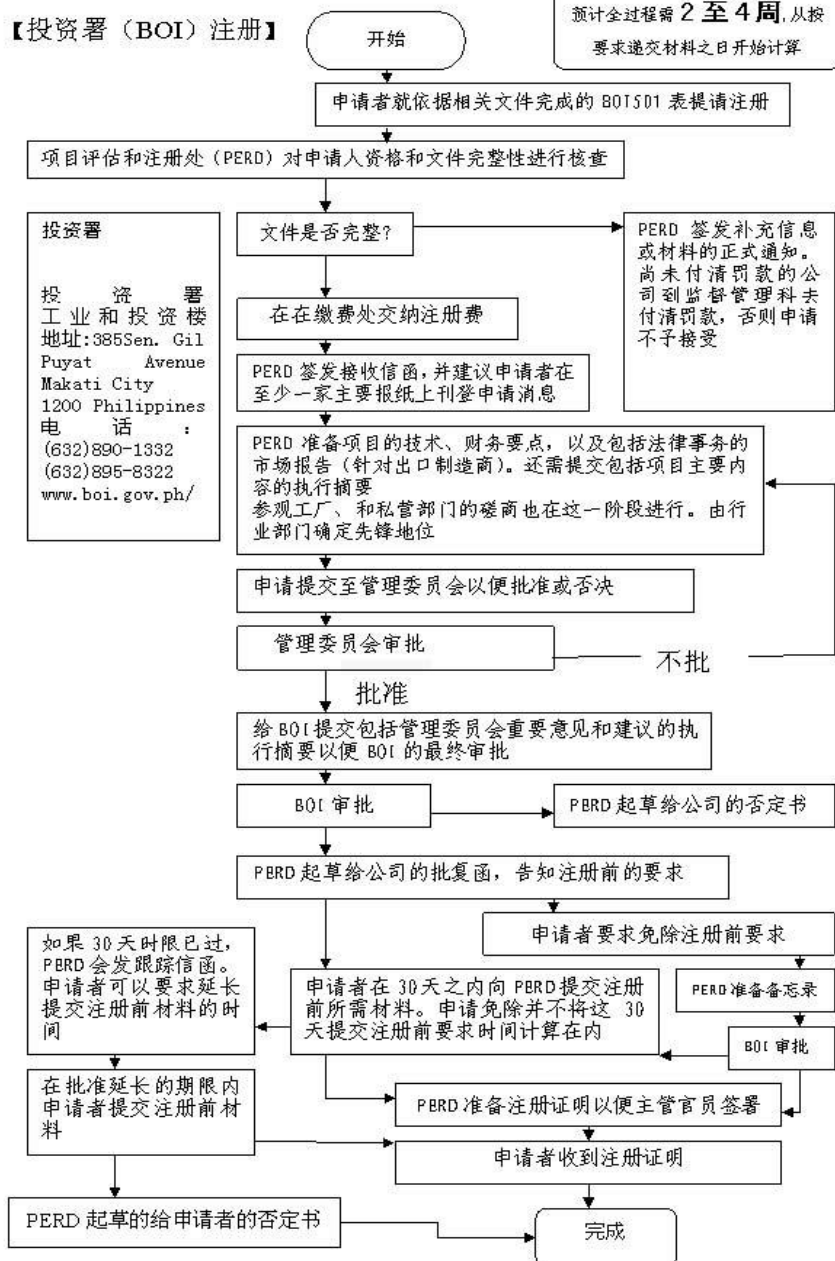 【投资署（BOI）注册】
开始
预计全过程需 2 至 4 周,从按
要求递交材料之日开始计算
申请者就依据相关文件完成的 BOI501 表提请注册
项目评估和注册处（PERD）对申请人资格和文件完整性进行核查
投资署
投资署
工业和投资楼
地址:385Sen. Gil
Puyat Avenue
Makati City
1200 Philippines
电话：
(632)890-1332
(632)895-8322
www.boi.gov.ph/
文件是否完整?
PERD 签发补充信息
或材料的正式通知。
尚未付清罚款的公
司到监督管理科去
付清罚款，否则申请
不予接受
在在缴费处交纳注册费
PERD 签发接收信函,并建议申请者在
至少一家主要报纸上刊登申请消息
PERD 准备项目的技术、财务要点，以及包括法律事务的
市场报告（针对出口制造商）。还需提交包括项目主要内
容的执行摘要
参观工厂、和私营部门的磋商也在这一阶段进行。由行
业部门确定先锋地位
申请提交至管理委员会以便批准或否决
管理委员会审批
不批
批准
给 BOI 提交包括管理委员会重要意见和建议的执
行摘要以便 BOI 的最终审批
BOI 审批
PERD 起草给公司的否定书
PERD 起草给公司的批复函，告知注册前的要求
申请者要求免除注册前要求
如果 30 天时限已过，
PERD 会发跟踪信函。
申请者可以要求延长
提交注册前材料的时
间
申请者在 30 天之内向 PERD 提交注册
前所需材料。申请免除并不将这 30
天提交注册前要求时间计算在内
PERD 准备备忘录
BOI 审批
在批准延长的期限内
申请者提交注册前材
料
PERD 准备注册证明以便主管官员签署
申请者收到注册证明
PERD 起草的给申请者的否定书
完成